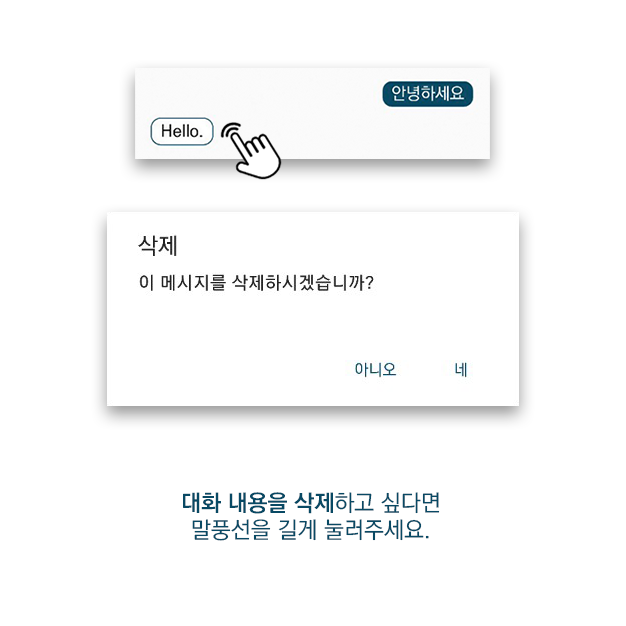 안녕하세요
Hello.
삭제
이 메시지를 삭제하시겠습니까?
아니오 네
대화 내용을 삭제하고 싶다면
말풍선을 길게 눌러주세요.